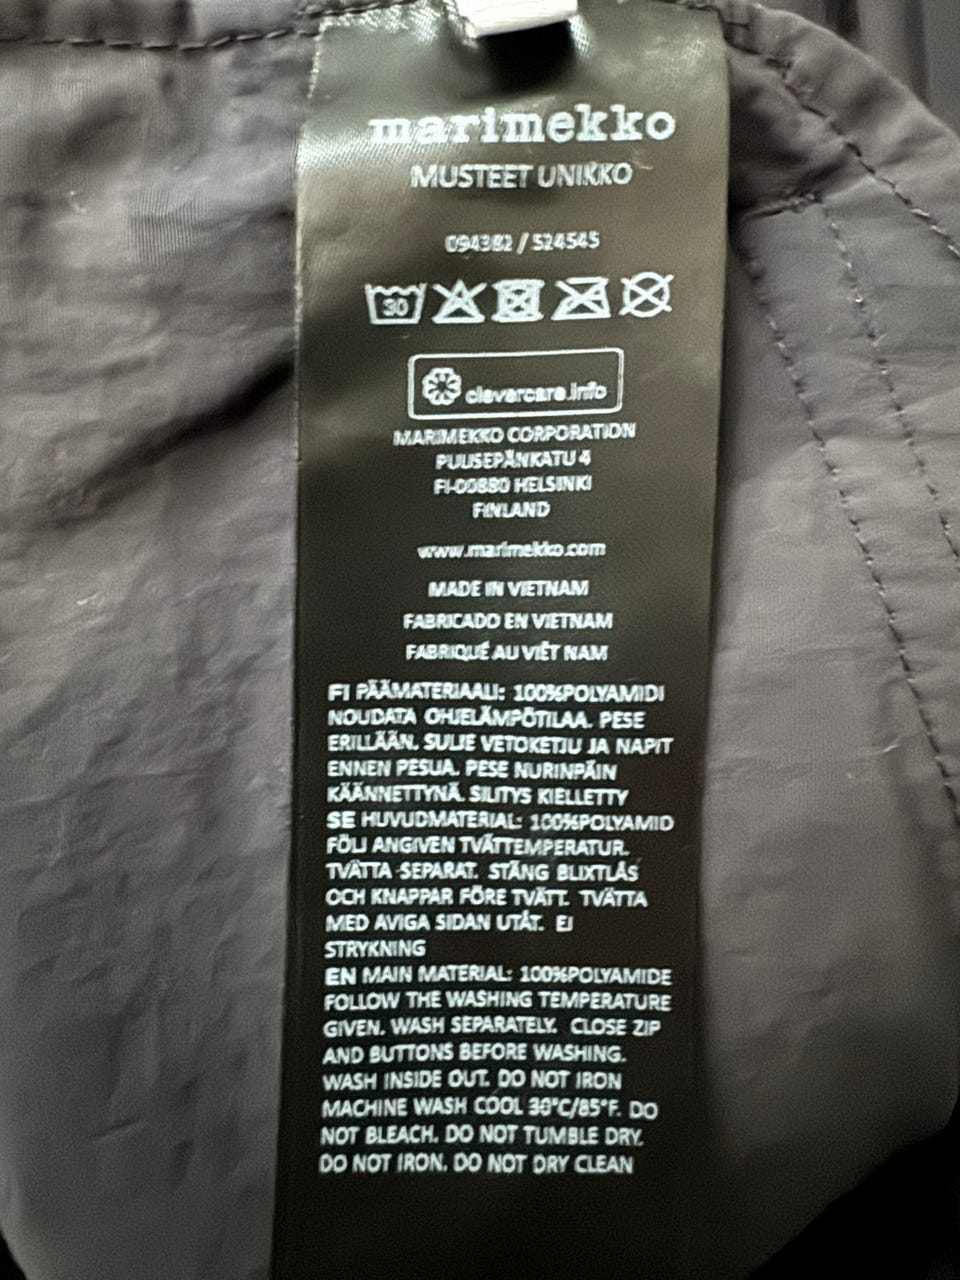 marimekko
MUSTEET UNIKKO
094382 / 524545
30
clevercare.info
MARIMEKKO CORPORATION
PUUSEPÄNKATU 4
FI-00880 HELSINKI
FINLAND
www.marimekko.com
MADE IN VIETNAM
FABRICADO EN VIETNAM
FABRIQUÉ AU VIÊT NAM
FI PÄÄMATERIAALI: 100%POLYAMIDI
NOUDATA OHJELÄMPÖTILAA. PESE
ERILLÄÄN. SULJE VETOKETJU JA NAPIT
ENNEN PESUA. PESE NURINPÄIN
KÄÄNNETTYNÄ. SILITYS KIELLETTY
SE HUVUDMATERIAL: 100%POLYAMID
FÖLJ ANGIVEN TVÄTTEMPERATUR.
TVÄTTA SEPARAT. STÄNG BLIXTLÅS
OCH KNAPPAR FÖRE TVÄTT. TVÄTTA
MED AVIGA SIDAN UTÅT. EJ
STRYKNING
EN MAIN MATERIAL: 100%POLYAMIDE
FOLLOW THE WASHING TEMPERATURE
GIVEN. WASH SEPARATELY. CLOSE ZIP
AND BUTTONS BEFORE WASHING.
WASH INSIDE OUT. DO NOT IRON
MACHINE WASH COOL 30°C/85°F. DO
NOT BLEACH. DO NOT TUMBLE DRY.
DO NOT IRON. DO NOT DRY CLEAN